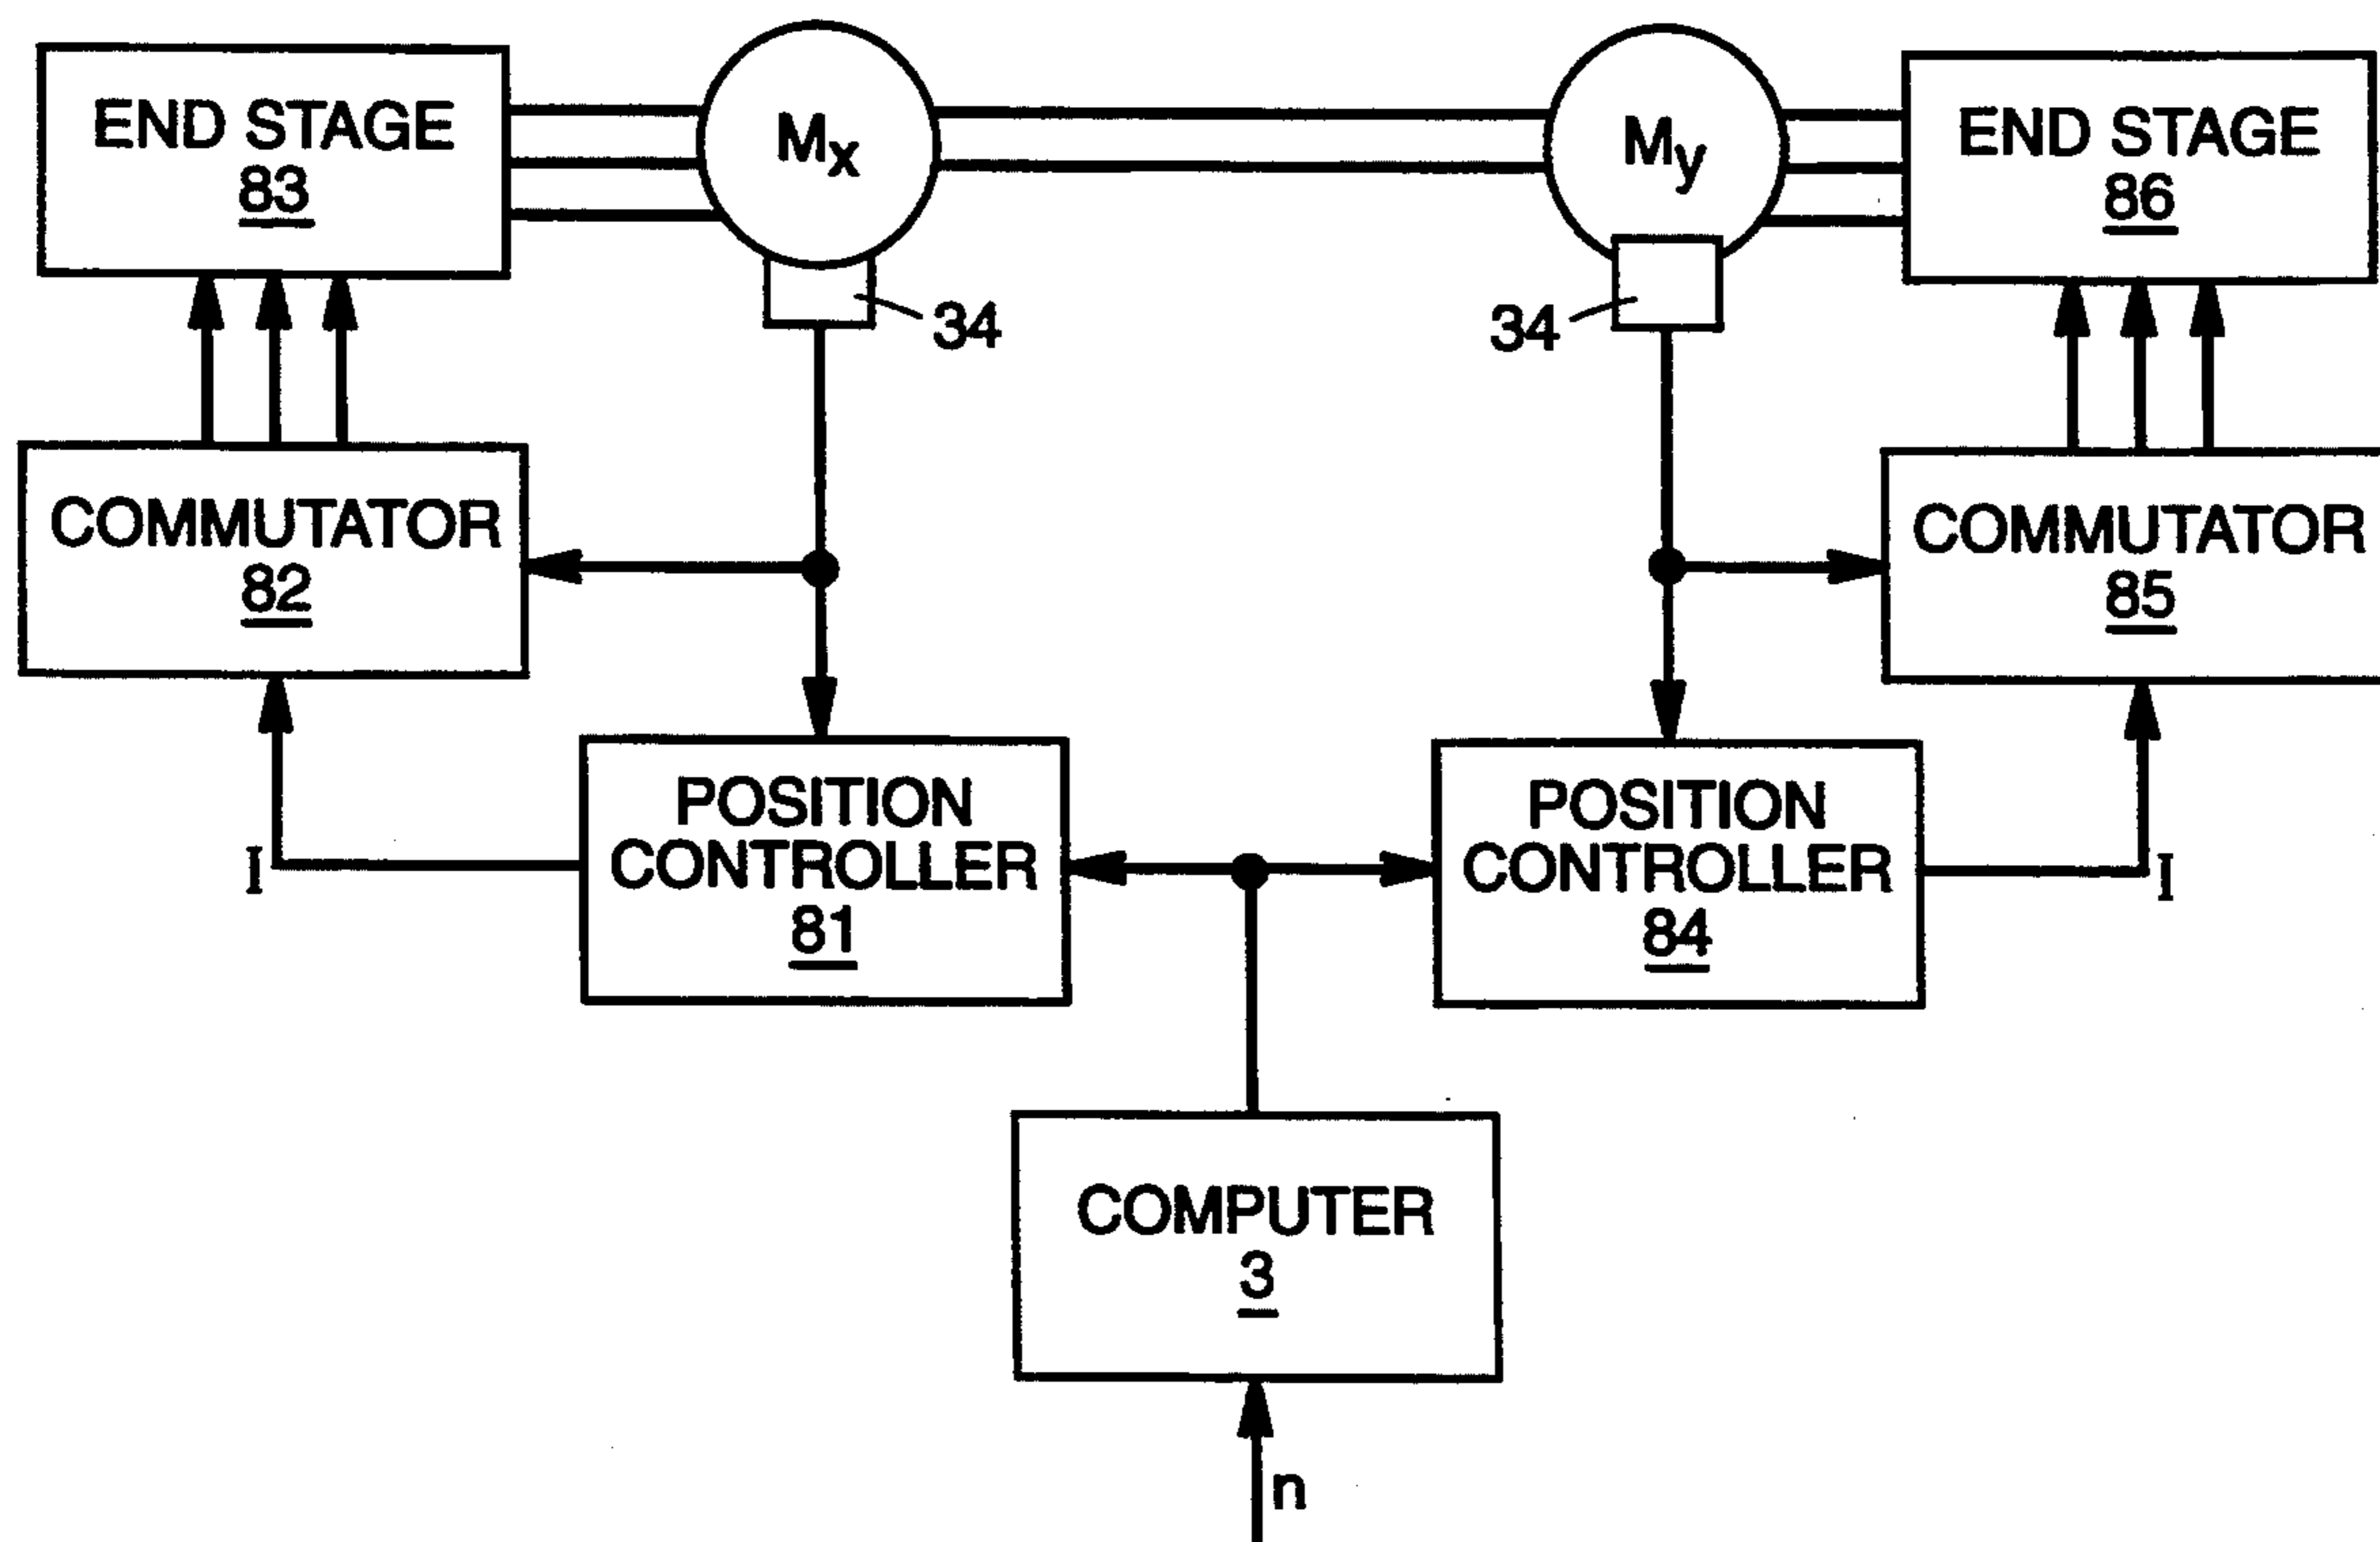 END STAGE
83
Mx
My
END STAGE
86
34
34
COMMUTATOR
82
COMMUTATOR
85
POSITION
CONTROLLER
81
POSITION
CONTROLLER
84
I
I
COMPUTER
3
n